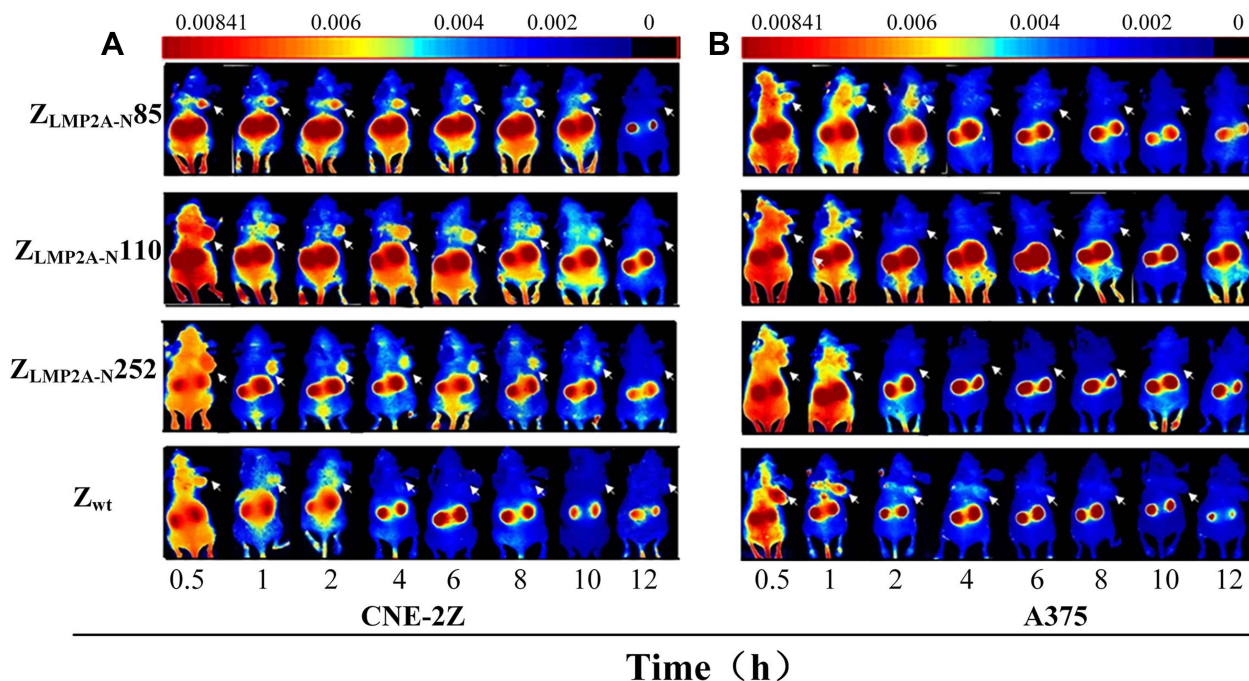 0.00841 0.006 0.004 0.002 0 0.00841 0.006 0.004 0.002 0
A B
ZLMP2A-N85
ZLMP2A-N110
ZLMP2A-N252
Zwt
0.5 1 2 4 6 8 10 12 0.5 1 2 4 6 8 10 12
CNE-2Z A375
Time（h）